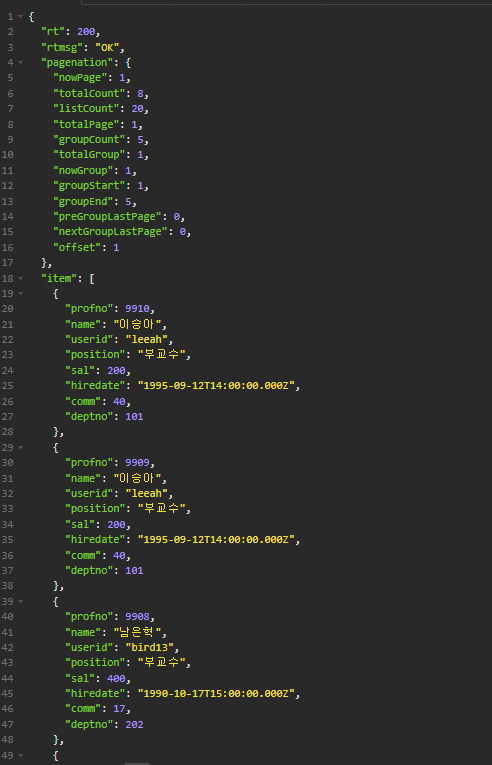 1 {
2 "rt": 200,
3 "rtmsg": "OK",
4 "pagenation": {
5 "nowPage": 1,
6 "totalCount": 8,
7 "listCount": 20,
8 "totalPage": 1,
9 "groupCount": 5,
10 "totalGroup": 1,
11 "nowGroup": 1,
12 "groupStart": 1,
13 "groupEnd": 5,
14 "preGroupLastPage": 0,
15 "nextGroupLastPage": 0,
16 "offset": 1
17 },
18 "item": [
19 {
20 "profno": 9910,
21 "name": "이승아",
22 "userid": "leeah",
23 "position": "부교수",
24 "sal": 200,
25 "hiredate": "1995-09-12T14:00:00.000Z",
26 "comm": 40,
27 "deptno": 101
28 },
29 {
30 "profno": 9909,
31 "name": "이승아",
32 "userid": "leeah",
33 "position": "부교수",
34 "sal": 200,
35 "hiredate": "1995-09-12T14:00:00.000Z",
36 "comm": 40,
37 "deptno": 101
38 },
39 {
40 "profno": 9908,
41 "name": "남은혁",
42 "userid": "bird13",
43 "position": "부교수",
44 "sal": 400,
45 "hiredate": "1990-10-17T15:00:00.000Z",
46 "comm": 17,
47 "deptno": 202
48 },
49 {